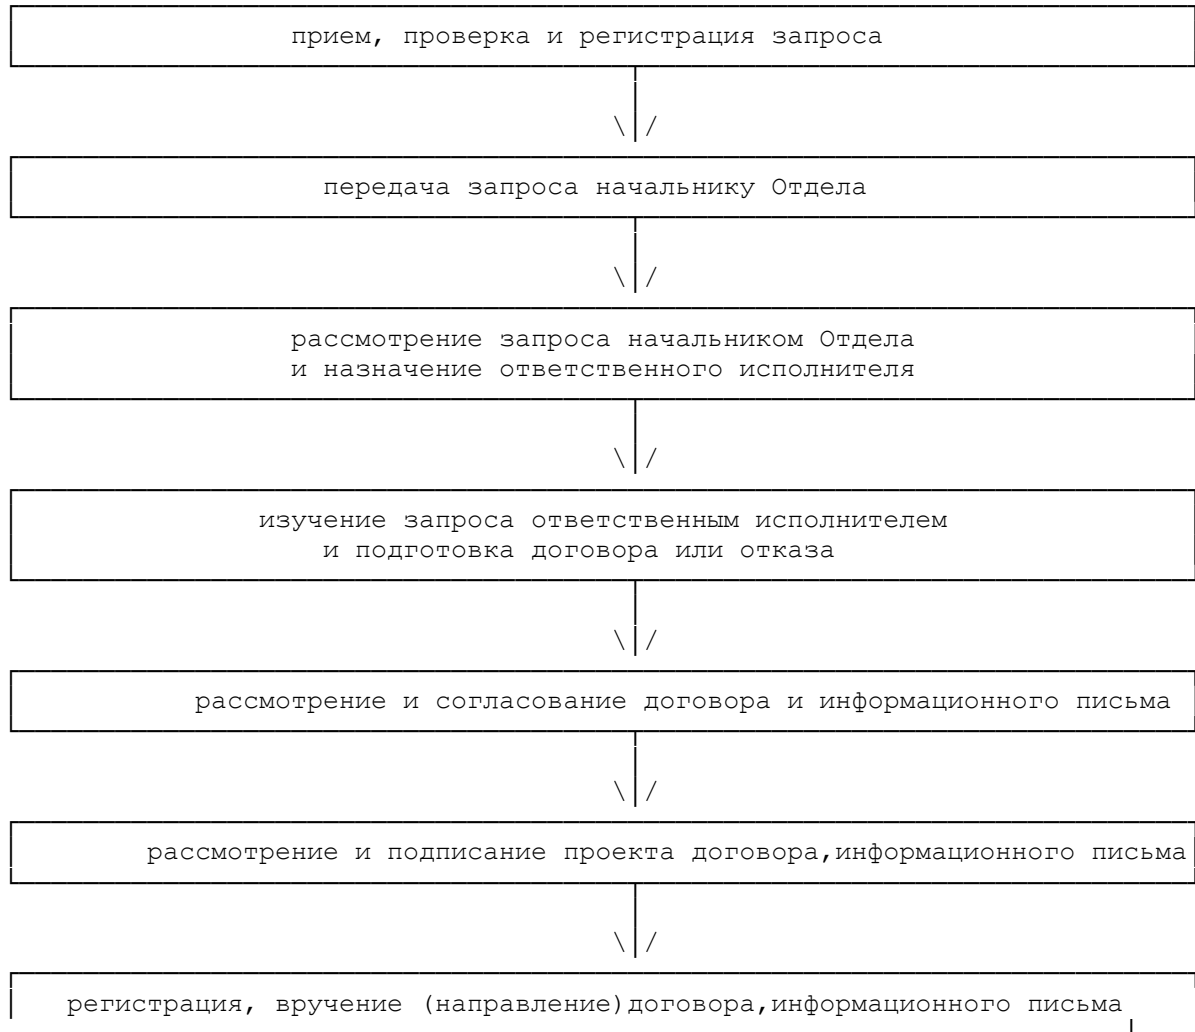 прием, проверка и регистрация запроса
передача запроса начальнику Отдела
рассмотрение запроса начальником Отдела
и назначение ответственного исполнителя
изучение запроса ответственным исполнителем
и подготовка договора или отказа
рассмотрение и согласование договора и информационного письма
рассмотрение и подписание проекта договора,информационного письма
регистрация, вручение (направление)договора,информационного письма